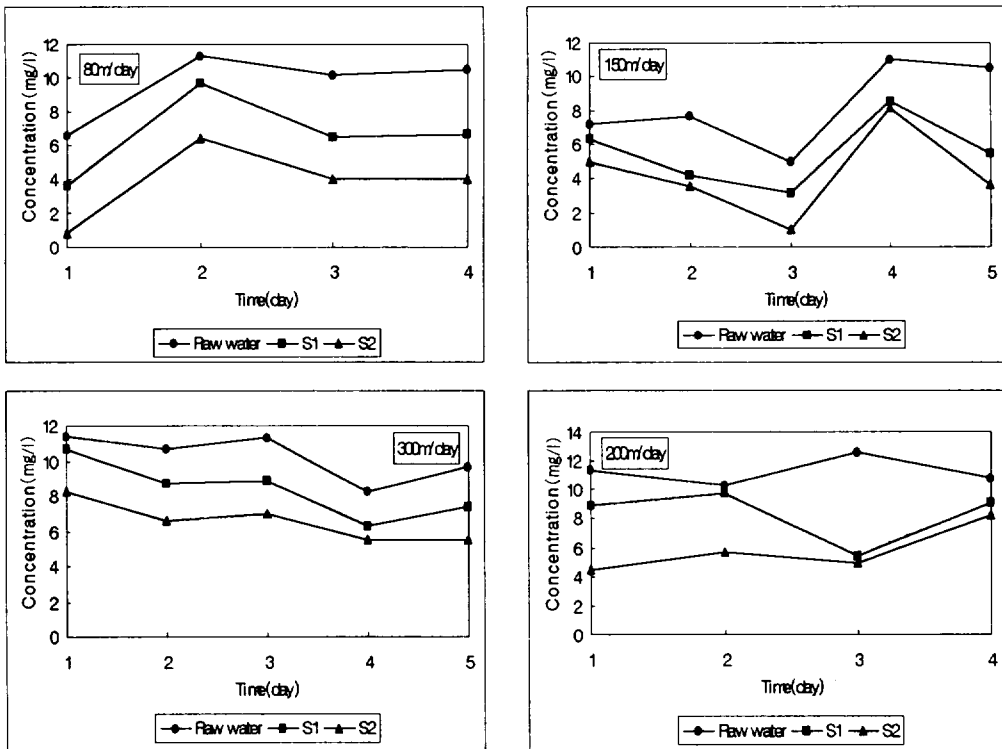 80m/day
Concentration (mg/l)
12
10
8
6
4
2
0
1 2 3 4
Time(day)
Raw water S1 S2
150m/day
Concentration (mg/l)
12
10
8
6
4
2
0
1 2 3 4 5
Time(day)
Raw water S1 S2
300m/day
Concentration (mg/l)
12
10
8
6
4
2
0
1 2 3 4 5
Time(day)
Raw water S1 S2
200m/day
Concentration (mg/l)
14
12
10
8
6
4
2
0
1 2 3 4
Time(day)
Raw water S1 S2